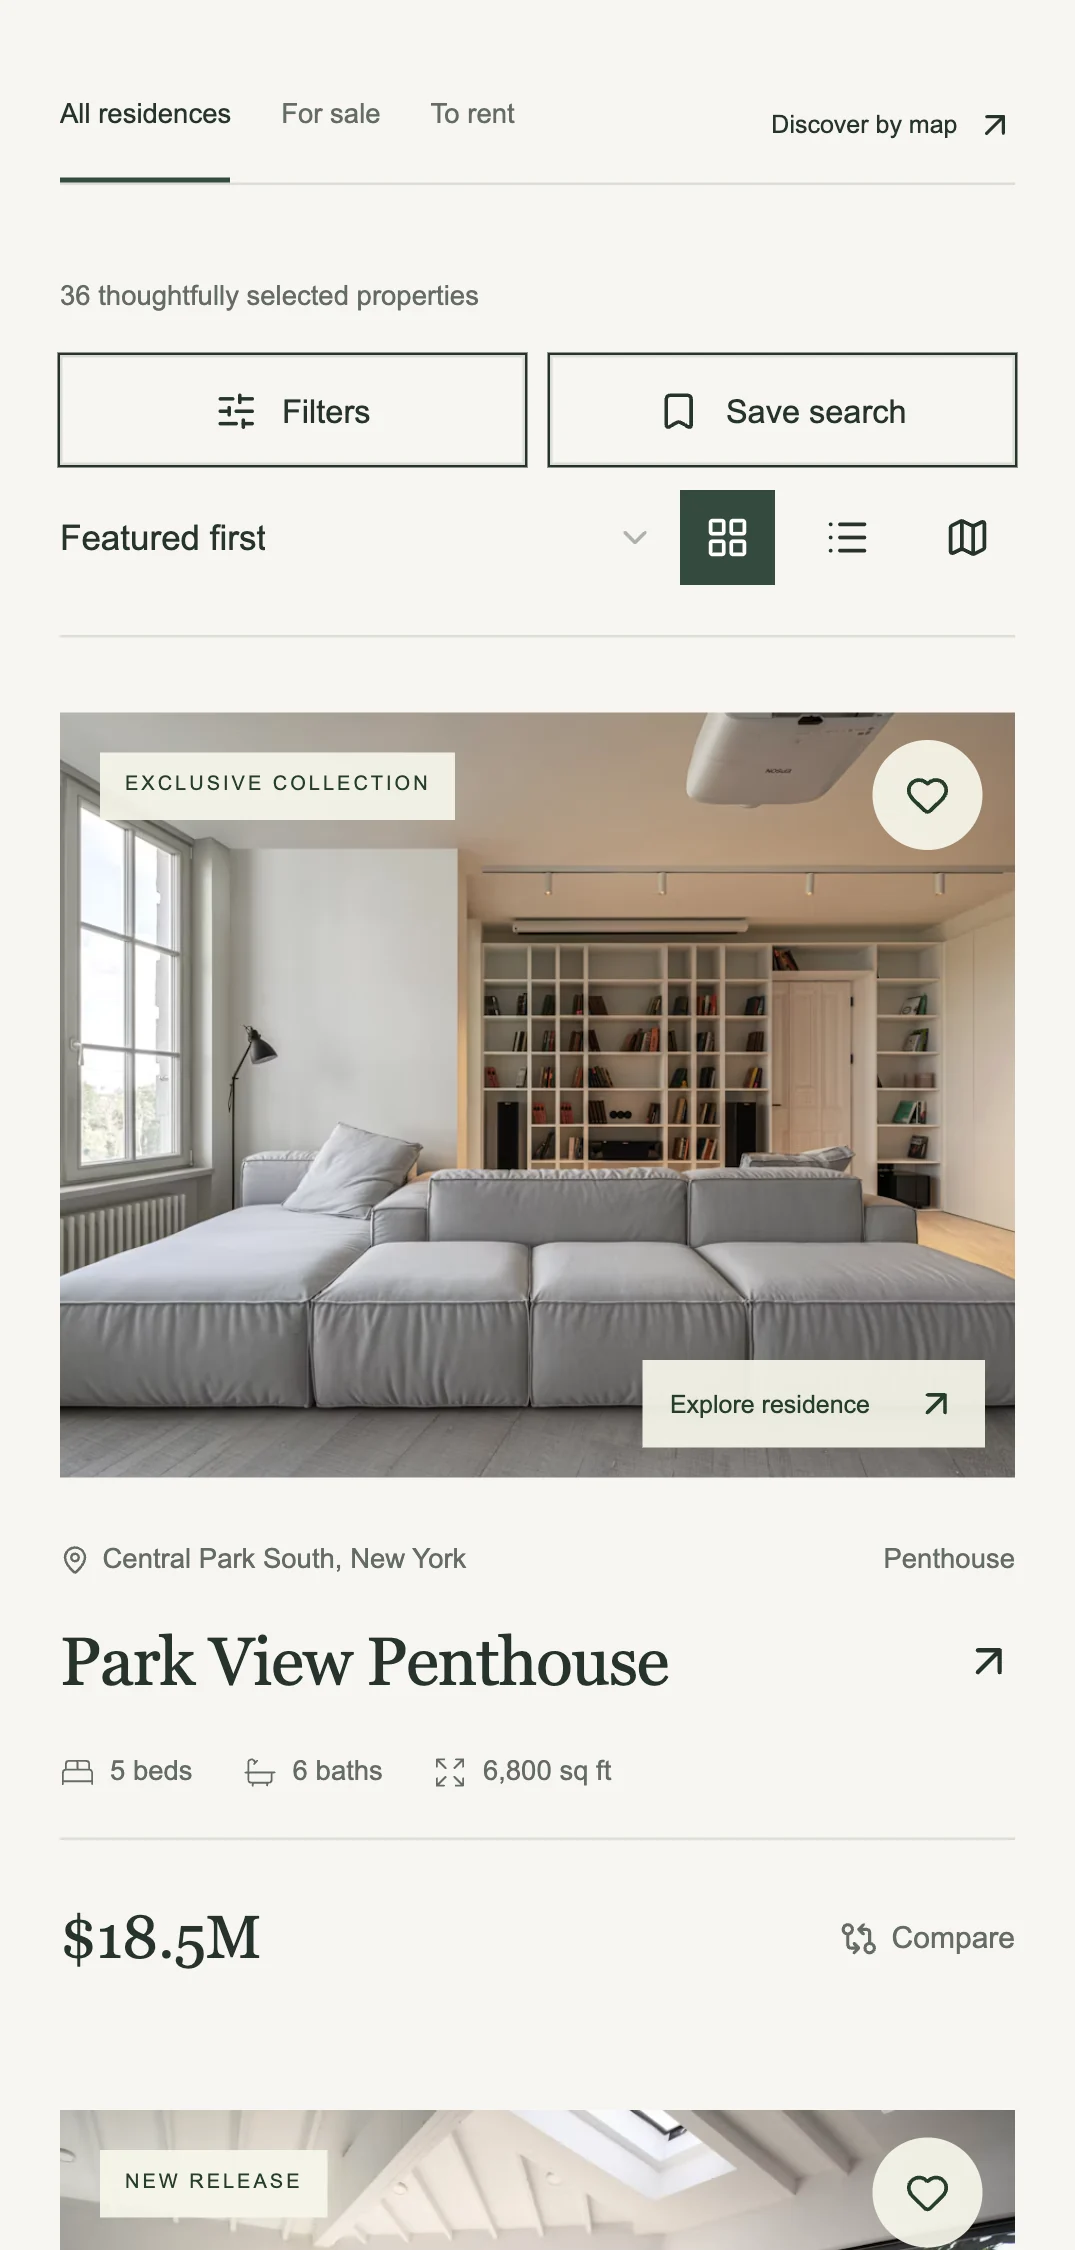 All residences For sale To rent
Discover by map
36 thoughtfully selected properties
Filters
Save search
Featured first
EXCLUSIVE COLLECTION
EPSON
Explore residence
Central Park South, New York
Penthouse
Park View Penthouse
5 beds 6 baths 6,800 sq ft
$18.5M
Compare
NEW RELEASE